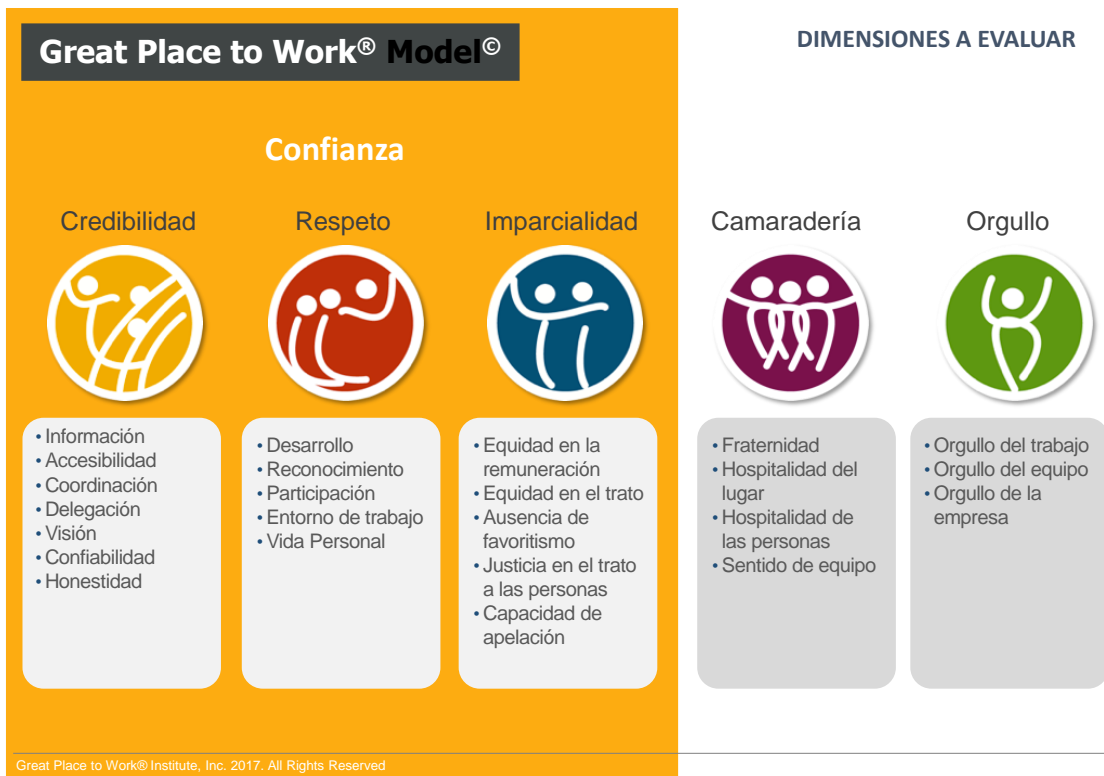 Great Place to Work® Model©
DIMENSIONES A EVALUAR
Confianza
Credibilidad
• Información
• Accesibilidad
• Coordinación
• Delegación
• Visión
• Confiabilidad
• Honestidad
Respeto
• Desarrollo
• Reconocimiento
• Participación
• Entorno de trabajo
• Vida Personal
Imparcialidad
• Equidad en la
remuneración
• Equidad en el trato
• Ausencia de
favoritismo
• Justicia en el trato
a las personas
• Capacidad de
apelación
Camaradería
• Fraternidad
• Hospitalidad del
lugar
• Hospitalidad de
las personas
• Sentido de equipo
Orgullo
• Orgullo del trabajo
• Orgullo del equipo
• Orgullo de la
empresa
Great Place to Work® Institute, Inc. 2017. All Rights Reserved